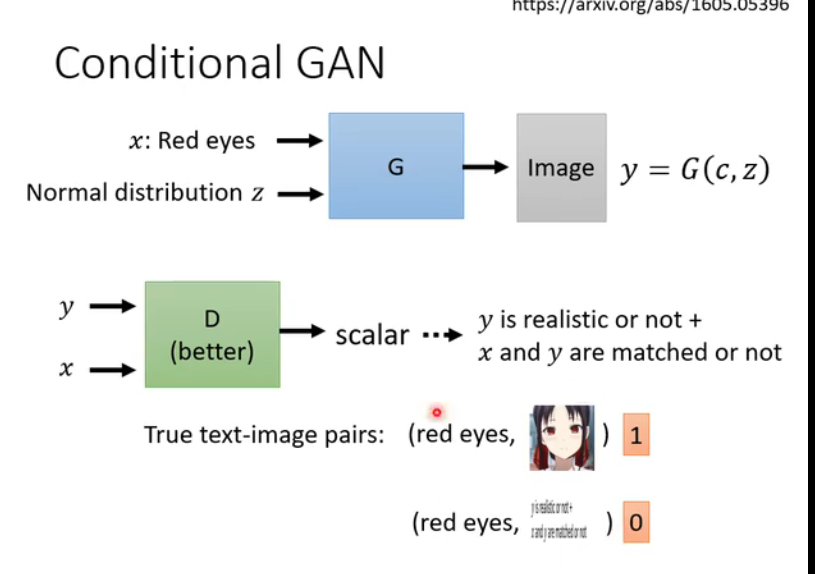 https://arxiv.org/abs/1605.05396
Conditional GAN
x: Red eyes
Normal distribution z
G
Image
y = G(c, z)
y
x
D
(better)
scalar
y is realistic or not +
x and y are matched or not
True text-image pairs: (red eyes, ) 1
(red eyes, ) 0
y is realistic or not +
x and y are matched or not